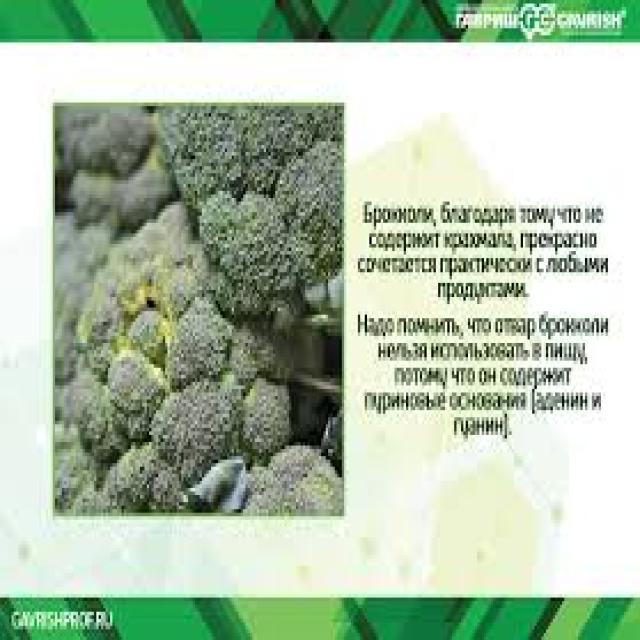 ГАВРИШ GAVRISH
Брокколи, благодаря тому что не
содержит крахмала, прекрасно
сочетается практически с любыми
продуктами.
Надо помнить, что отвар брокколи
нельзя использовать в пищу,
потому что он содержит
пуриновые основания (аденин и
гуанин).
GAVRISHPROF.RU